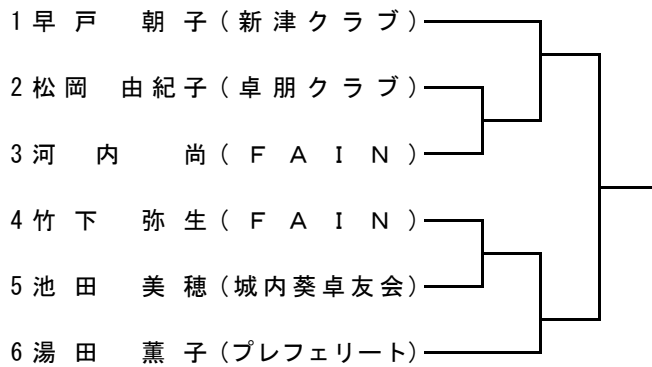 1 早戸 朝子(新津クラブ)
2 松岡 由紀子(卓朋クラブ)
3 河内 尚(FAIN)
4 竹下 弥生(FAIN)
5 池田 美穂(城内葵卓友会)
6 湯田 薫子(プレフェリート)